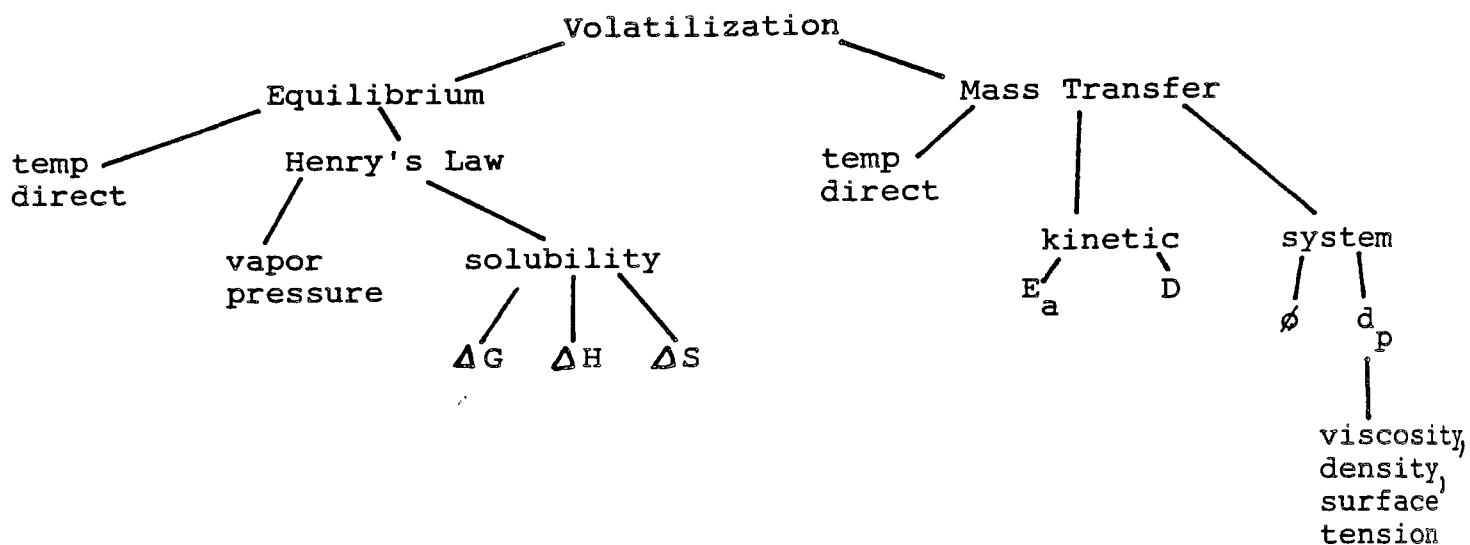 Volatilization
Equilibrium
Mass Transfer
temp
direct
Henry's Law
temp
direct
vapor
pressure
solubility
kinetic
system
ΔG ΔH ΔS
Ea
D
ø
dp
viscosity,
density,
surface
tension